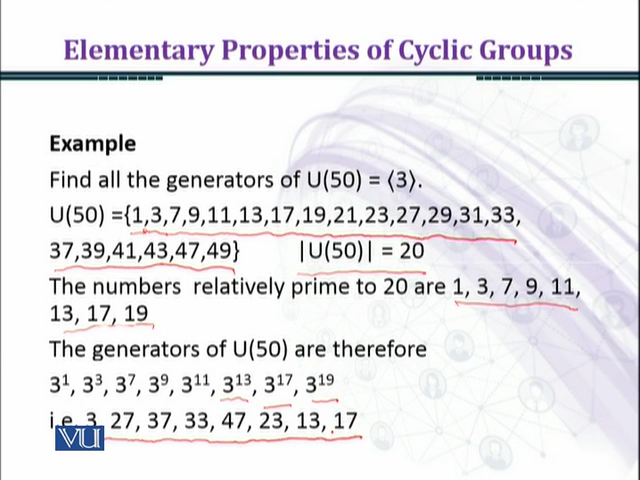 Elementary Properties of Cyclic Groups
Example
Find all the generators of U(50) = ⟨3⟩.
U(50) ={1,3,7,9,11,13,17,19,21,23,27,29,31,33,
37,39,41,43,47,49} |U(50)| = 20
The numbers relatively prime to 20 are 1, 3, 7, 9, 11,
13, 17, 19
The generators of U(50) are therefore
3¹, 3³, 3⁷, 3⁹, 3¹¹, 3¹³, 3¹⁷, 3¹⁹
i.e. 3, 27, 37, 33, 47, 23, 13, 17
VU